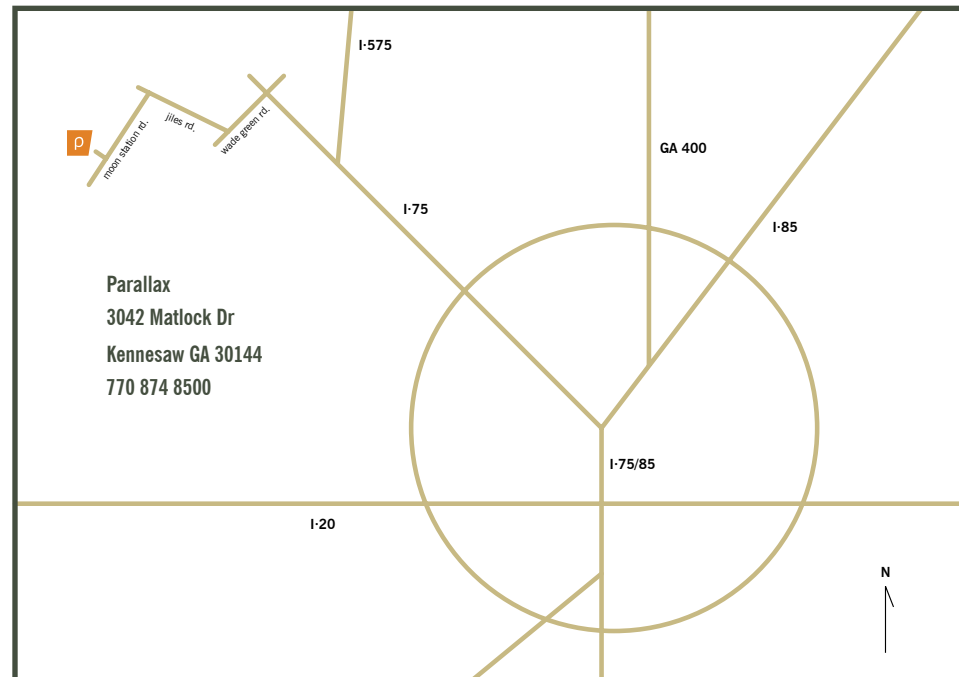 I·575
moon station rd.
jiles rd.
wade green rd.
ρ
GA 400
I·75
I·85
Parallax
3042 Matlock Dr
Kennesaw GA 30144
770 874 8500
I·75/85
I·20
N